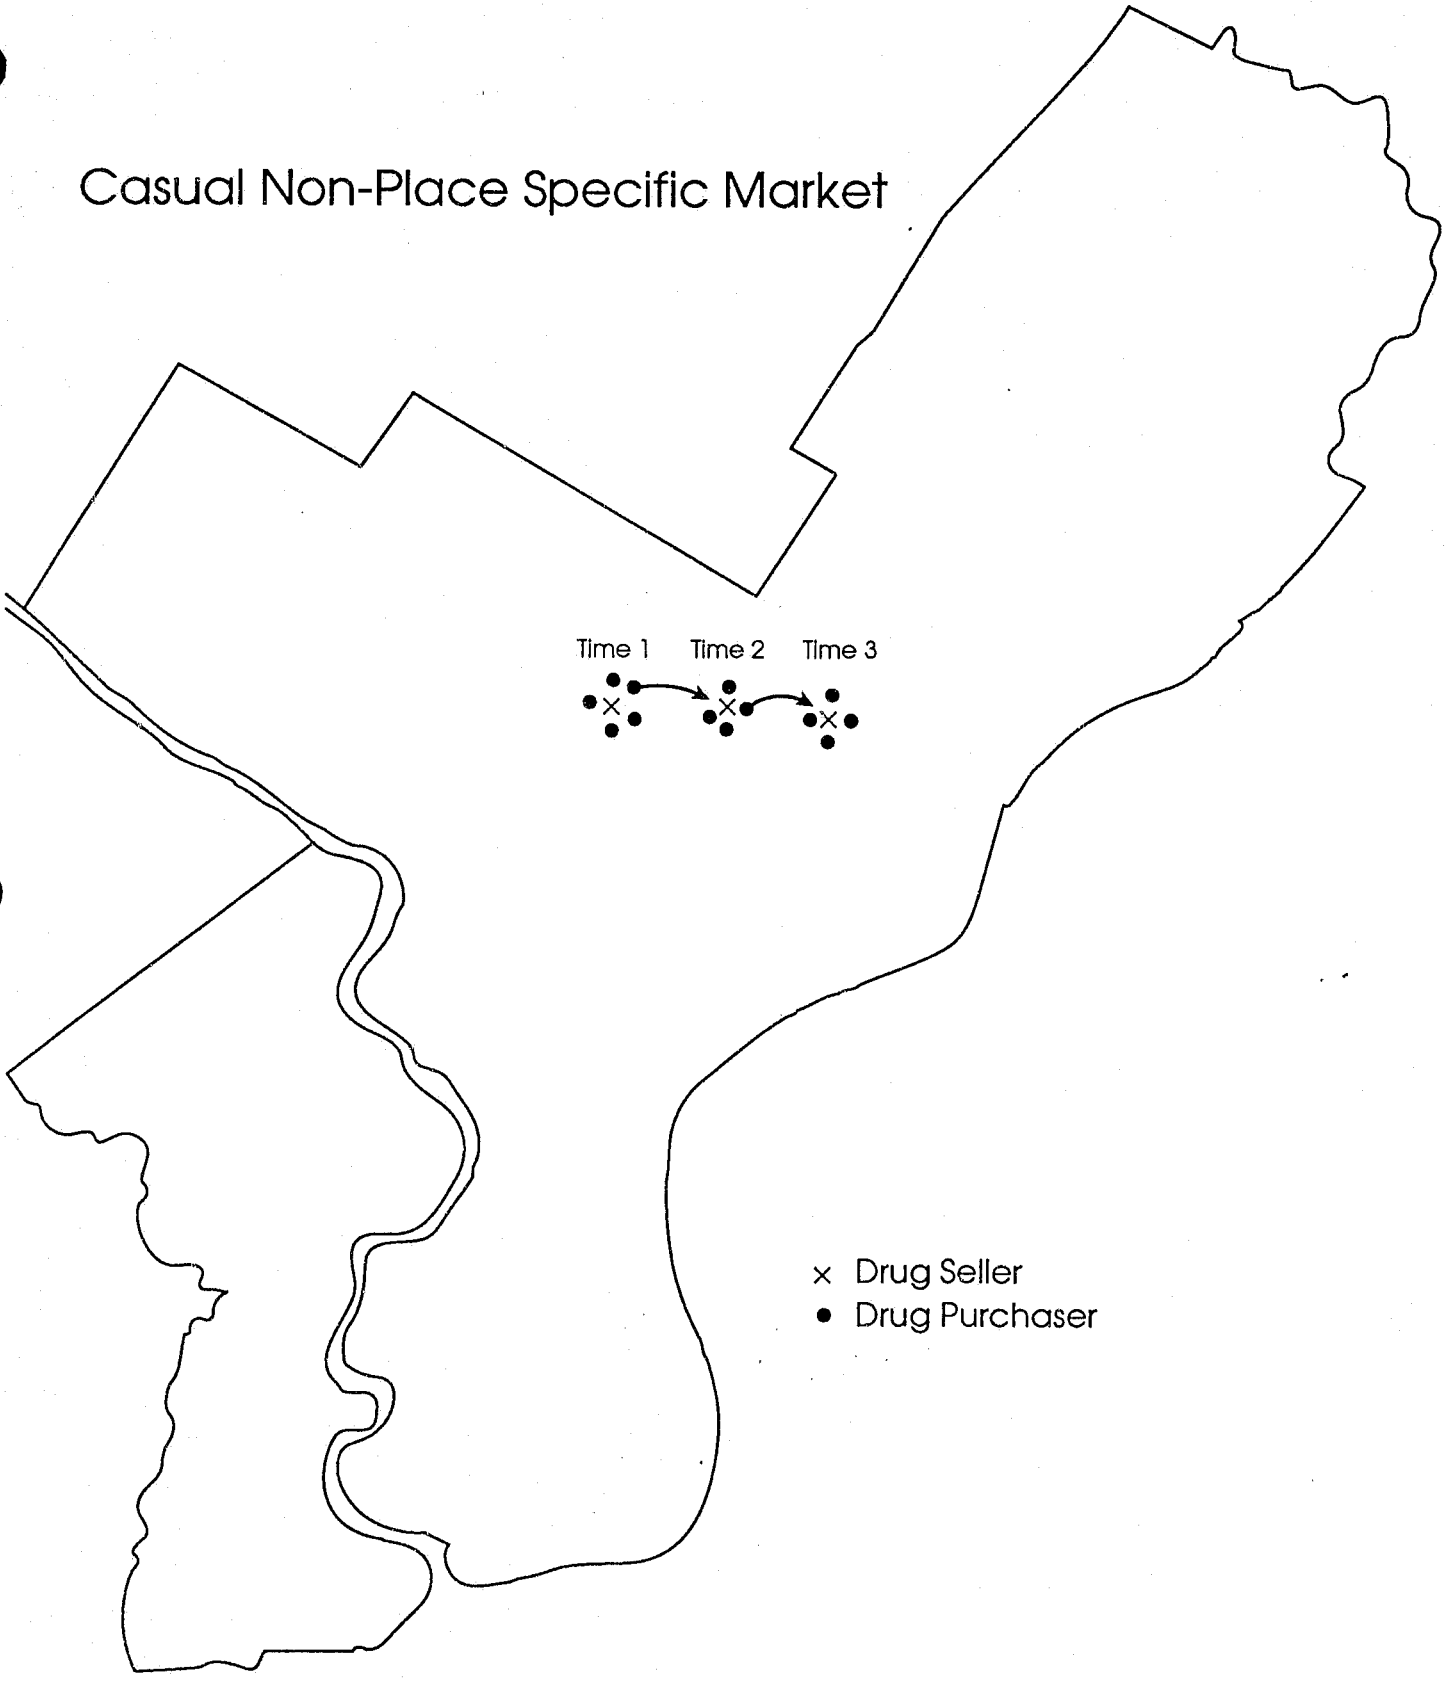 Casual Non-Place Specific Market
Time 1 Time 2 Time 3
× Drug Seller
● Drug Purchaser